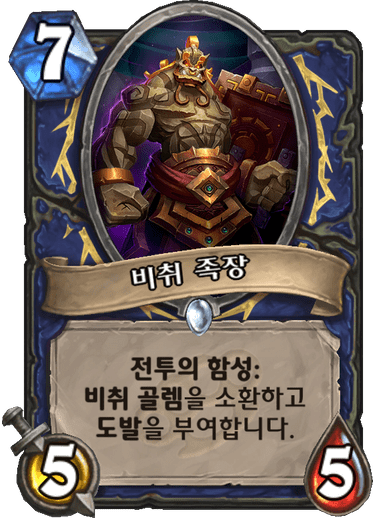 7
비취 족장
전투의 함성:
비취 골렘을 소환하고
도발을 부여합니다.
5
5